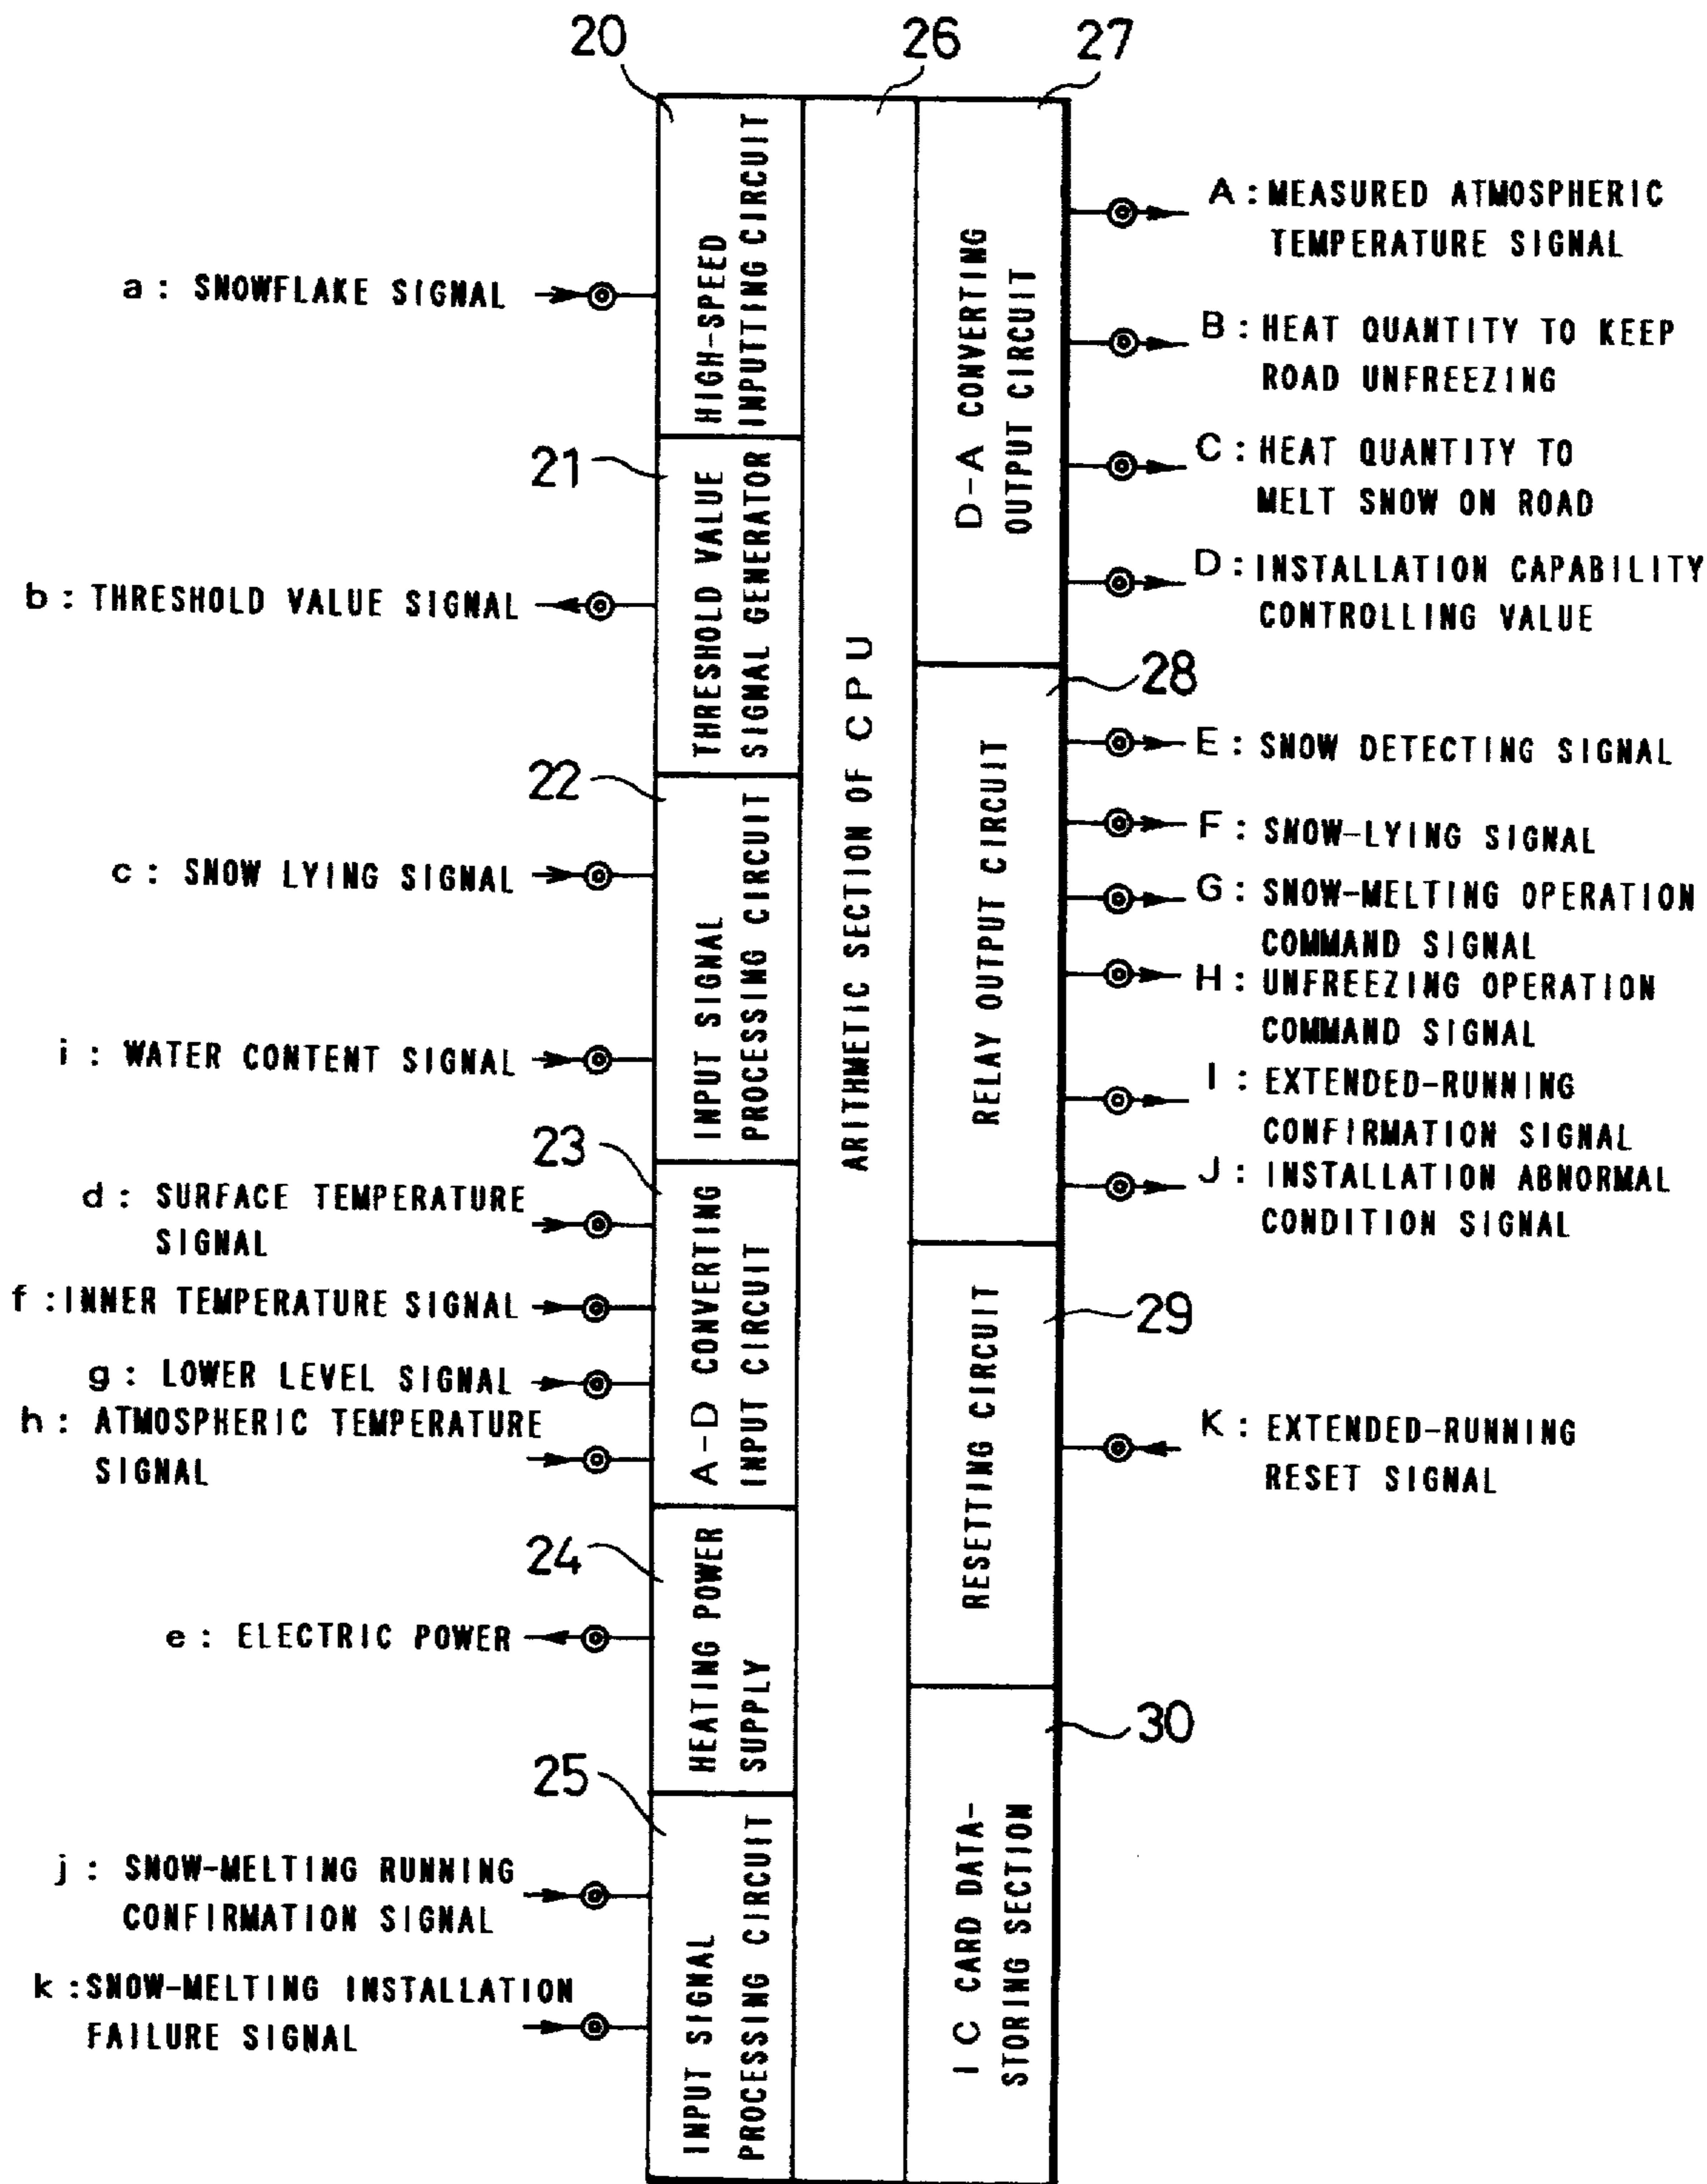 20
26
27
HIGH-SPEED
INPUTTING CIRCUIT
a : SNOWFLAKE SIGNAL
21
THRESHOLD VALUE
SIGNAL GENERATOR
b : THRESHOLD VALUE SIGNAL
22
INPUT SIGNAL
PROCESSING CIRCUIT
c : SNOW LYING SIGNAL
i : WATER CONTENT SIGNAL
23
A-D CONVERTING
INPUT CIRCUIT
d : SURFACE TEMPERATURE
SIGNAL
f : INNER TEMPERATURE SIGNAL
g : LOWER LEVEL SIGNAL
h : ATMOSPHERIC TEMPERATURE
SIGNAL
24
HEATING POWER
SUPPLY
e : ELECTRIC POWER
25
INPUT SIGNAL
PROCESSING CIRCUIT
j : SNOW-MELTING RUNNING
CONFIRMATION SIGNAL
k : SNOW-MELTING INSTALLATION
FAILURE SIGNAL
ARITHMETIC SECTION OF CPU
D-A CONVERTING
OUTPUT CIRCUIT
A : MEASURED ATMOSPHERIC
TEMPERATURE SIGNAL
B : HEAT QUANTITY TO KEEP
ROAD UNFREEZING
C : HEAT QUANTITY TO
MELT SNOW ON ROAD
D : INSTALLATION CAPABILITY
CONTROLLING VALUE
28
RELAY OUTPUT CIRCUIT
E : SNOW DETECTING SIGNAL
F : SNOW-LYING SIGNAL
G : SNOW-MELTING OPERATION
COMMAND SIGNAL
H : UNFREEZING OPERATION
COMMAND SIGNAL
I : EXTENDED-RUNNING
CONFIRMATION SIGNAL
J : INSTALLATION ABNORMAL
CONDITION SIGNAL
29
RESETTING CIRCUIT
K : EXTENDED-RUNNING
RESET SIGNAL
30
IC CARD DATA-
STORING SECTION